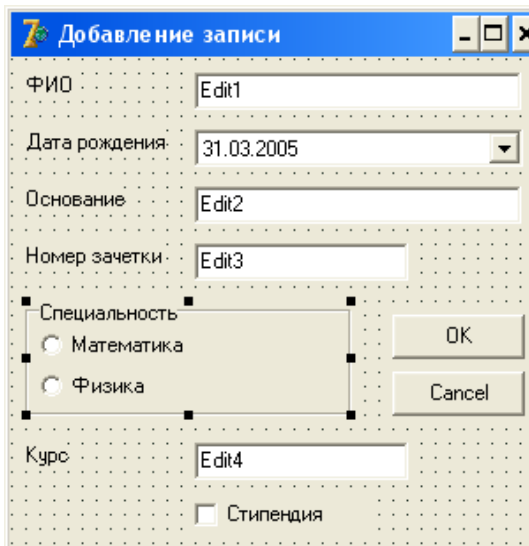 Добавление записи
ФИО Edit1
Дата рождения 31.03.2005
Основание Edit2
Номер зачетки Edit3
Специальность
Математика
Физика
OK
Cancel
Курс Edit4
Стипендия